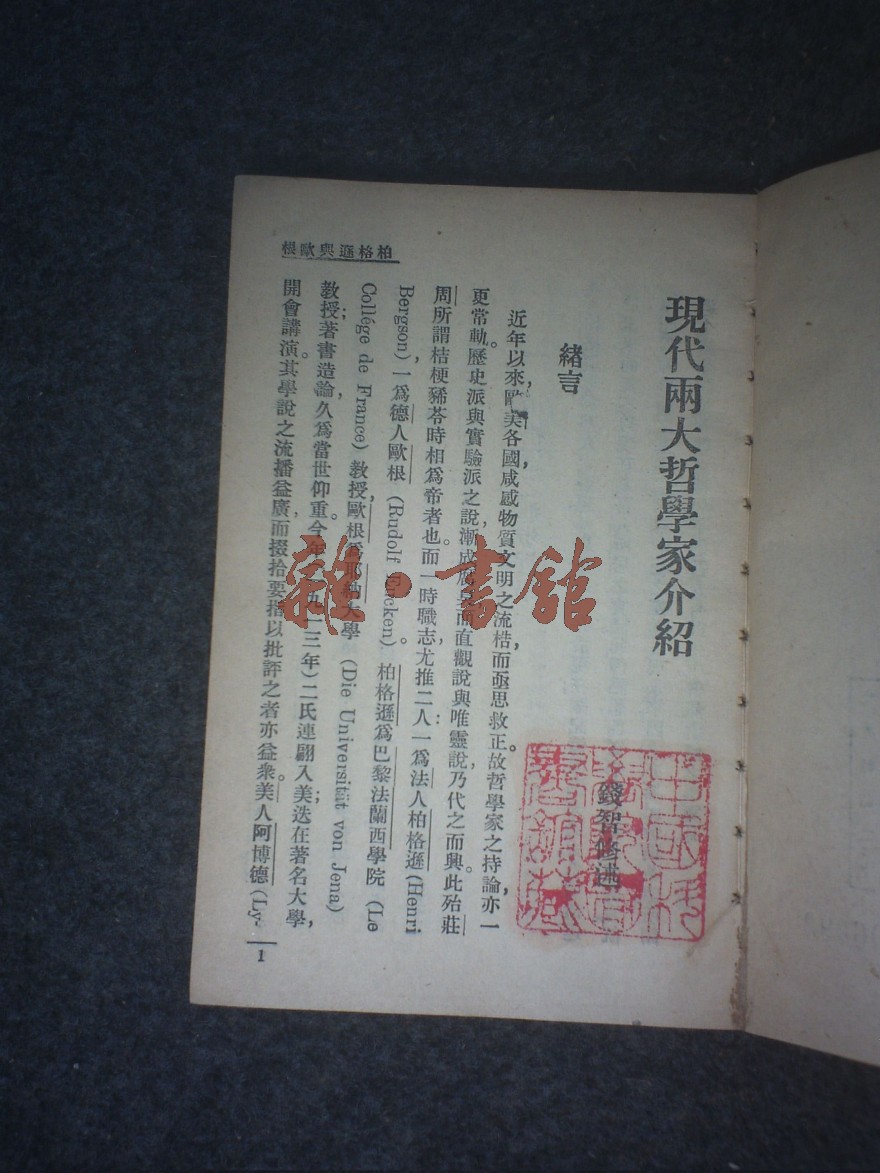 現代兩大哲學家介紹
錢智修述
緒言
近年以來，歐美各國咸感物質文明之流梏，而亟思救正。故哲學家之持論，亦一
更常軌。歷史派與實驗派之說，漸成
而直觀說與唯靈說，乃代之而興。此殆莊
周所謂桔梗豨苓時相爲帝者也。而一時職志，尤推二人：一爲法人柏格遜(Henri
Bergson)，一爲德人歐根 (Rudolf Eucken)。柏格遜爲巴黎法蘭西學院 (Le
Collége de France) 教授，歐根爲耶納大學 (Die Universität von Jena)
教授；著書造論，久爲當世仰重。今年(一九一三年)二氏連翩入美，迭在著名大學，
開會講演。其學說之流播益廣，而掇拾要指以批評之者亦益衆。美人阿博德 (Ly-
柏格遜與歐根
1
雜·書館